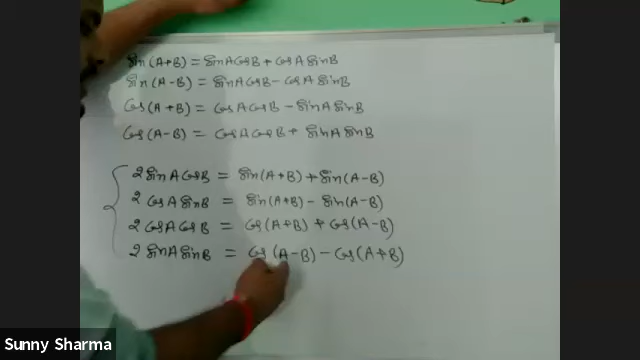 sin(A+B) = sinA cosB + cosA sinB
sin(A-B) = sinA cosB - cosA sinB
cos(A+B) = cosA cosB - sinA sinB
cos(A-B) = cosA cosB + sinA sinB
2 sinA cosB = sin(A+B) + sin(A-B)
2 cosA sinB = sin(A+B) - sin(A-B)
2 cosA cosB = cos(A+B) + cos(A-B)
2 sinA sinB = cos(A-B) - cos(A+B)
Sunny Sharma